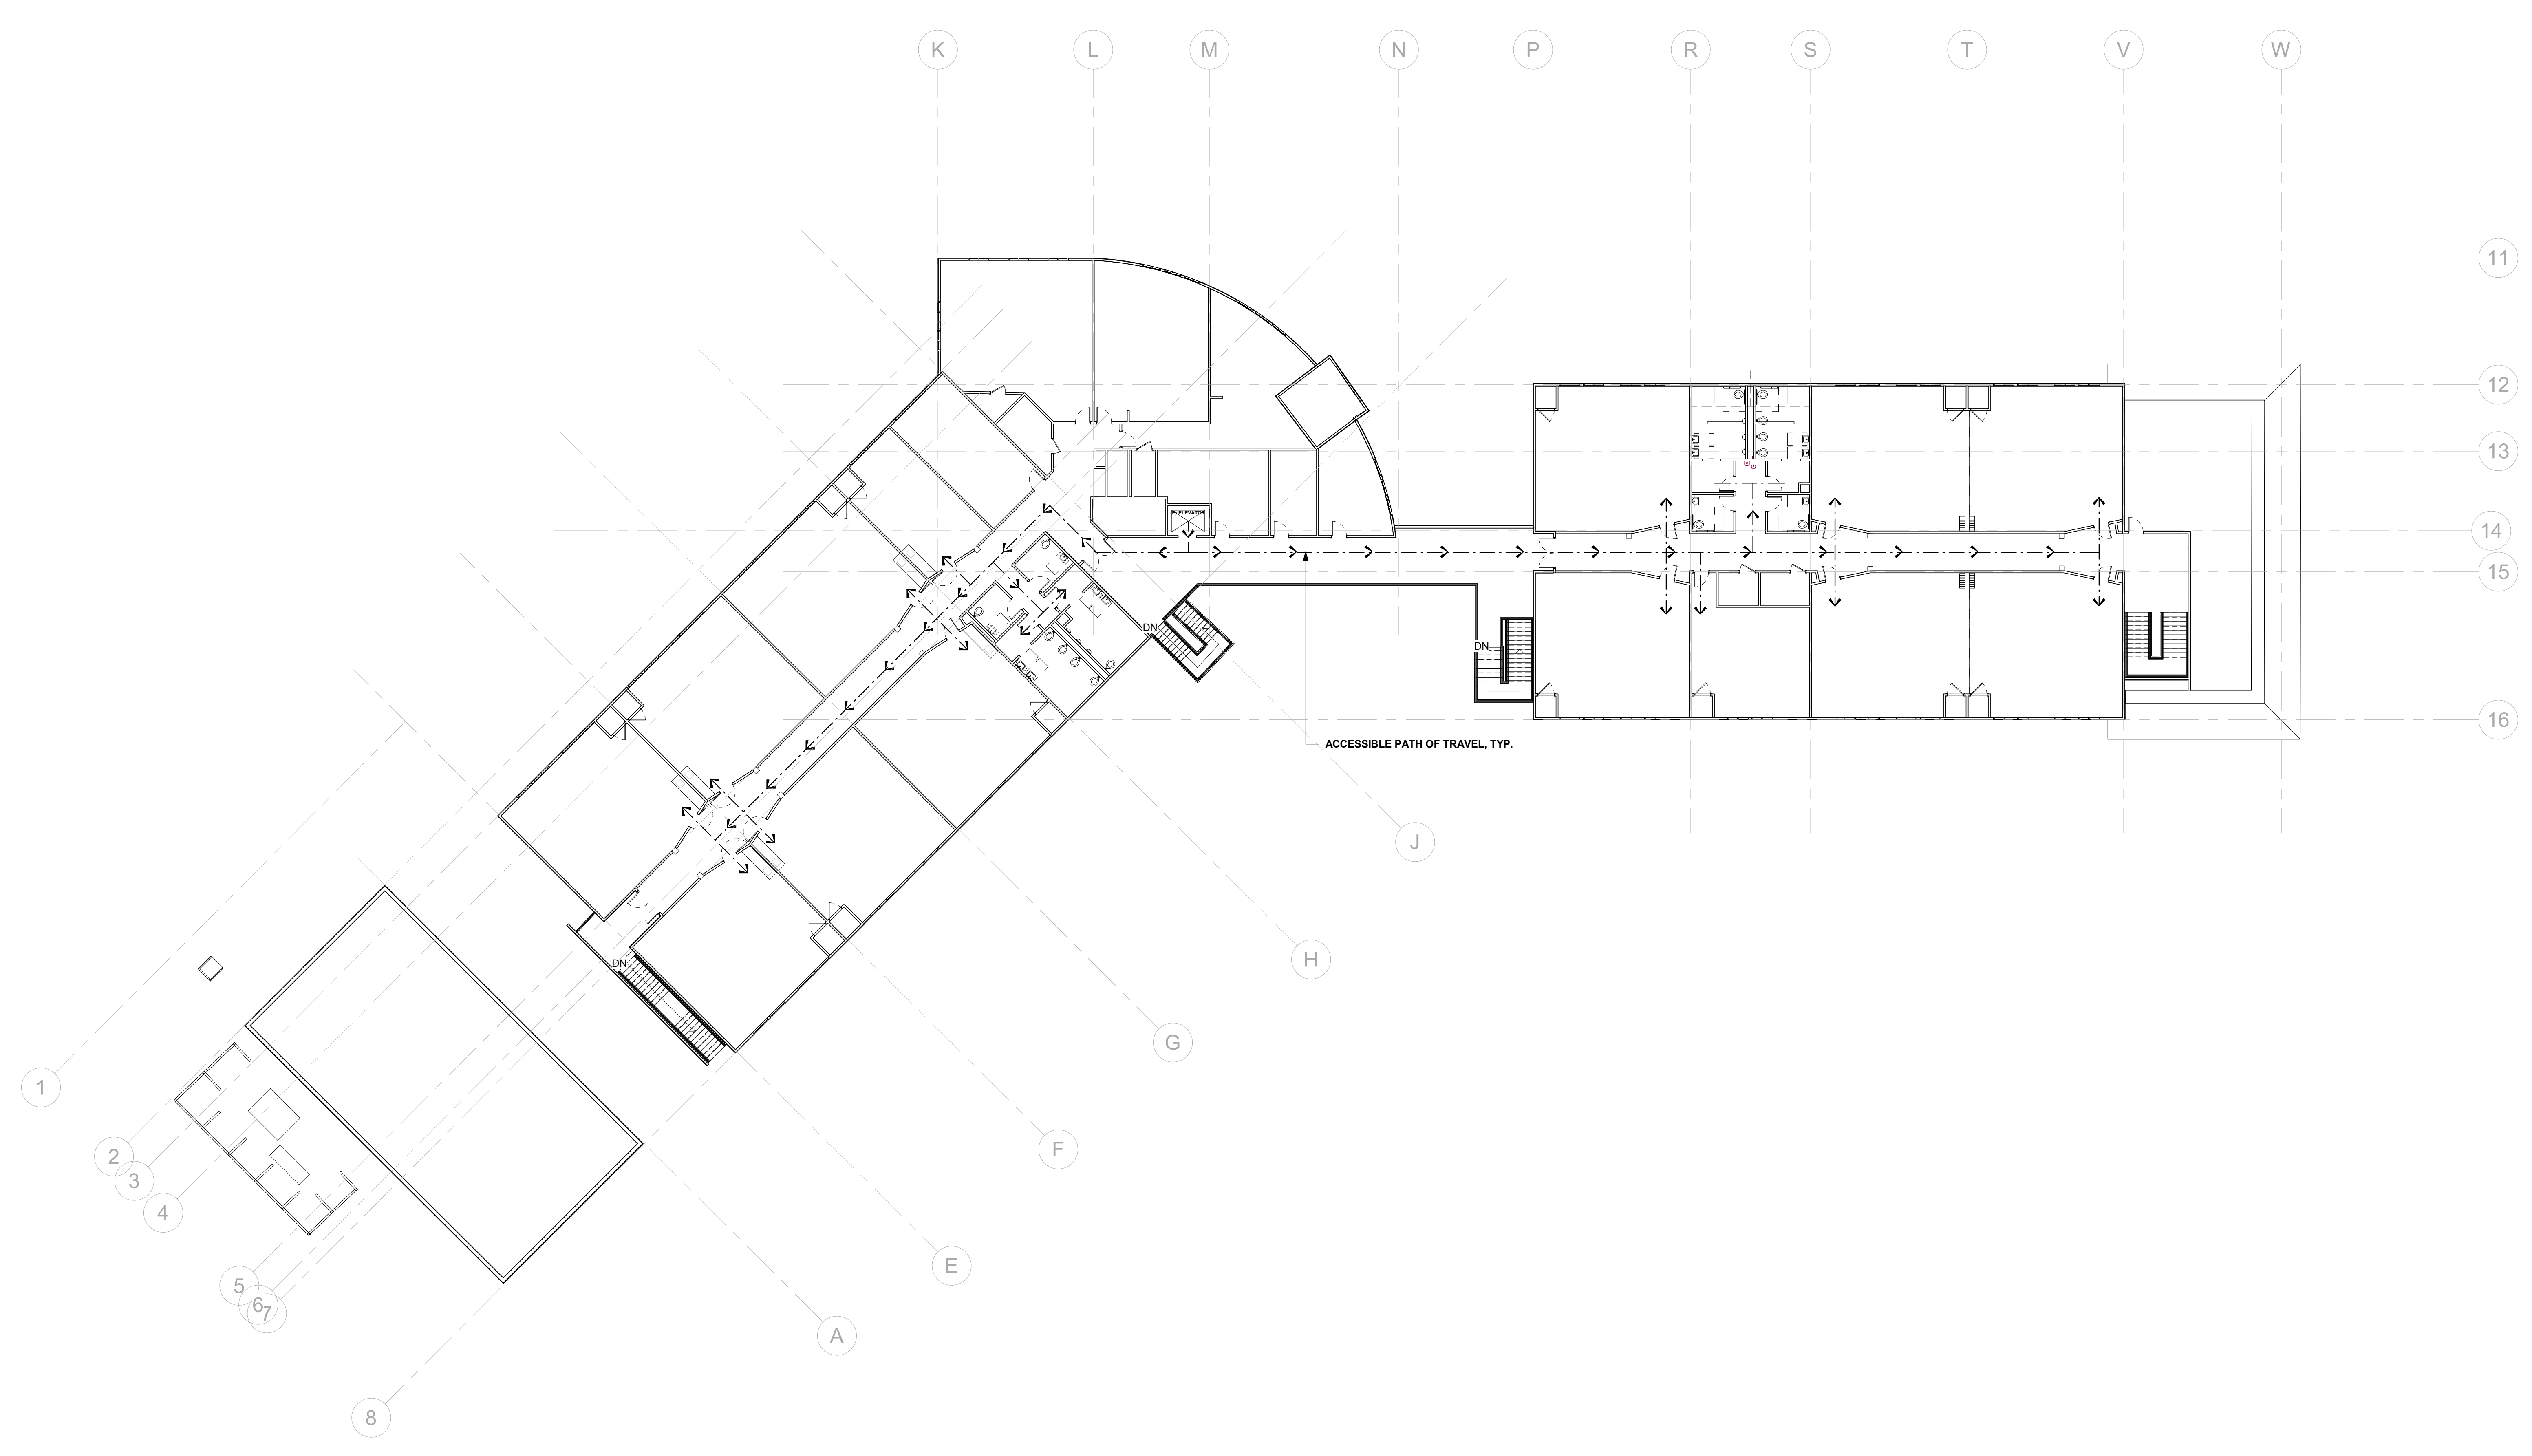 K
L
M
N
P
R
S
T
V
W
11
12
13
(E) ELEVATOR
14
15
DN
DN
16
ACCESSIBLE PATH OF TRAVEL, TYP.
J
H
DN
G
1
F
2
3
4
E
5
6
7
A
8